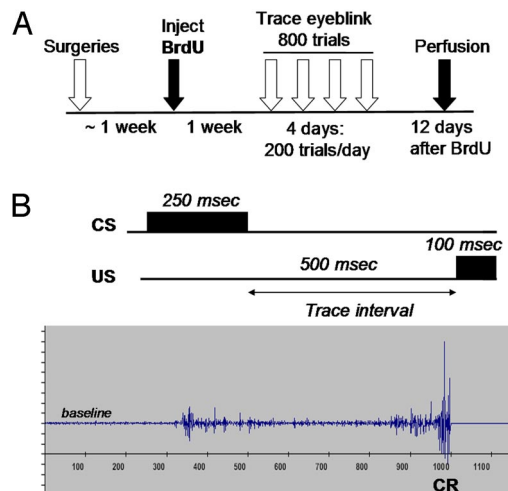 A
Surgeries
Inject
BrdU
Trace eyeblink
800 trials
Perfusion
~ 1 week
1 week
4 days:
200 trials/day
12 days
after BrdU
B
250 msec
CS
100 msec
US
500 msec
Trace interval
baseline
100 200 300 400 500 600 700 800 900 1000 1100
CR